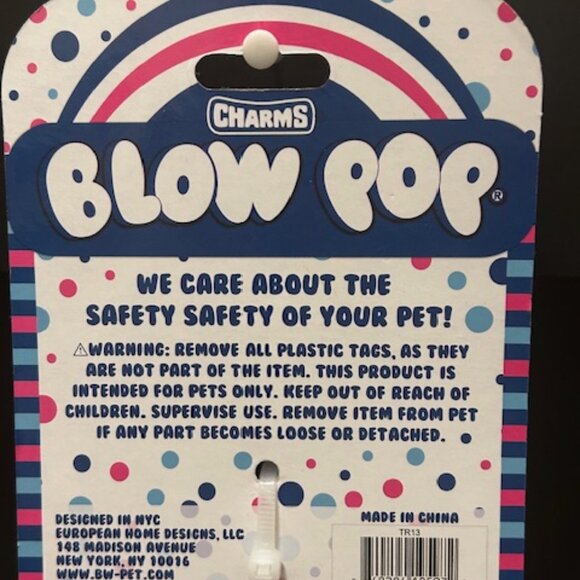 CHARMS
BLOW POP®
WE CARE ABOUT THE
SAFETY SAFETY OF YOUR PET!
⚠WARNING: REMOVE ALL PLASTIC TAGS, AS THEY
ARE NOT PART OF THE ITEM. THIS PRODUCT IS
INTENDED FOR PETS ONLY. KEEP OUT OF REACH OF
CHILDREN. SUPERVISE USE. REMOVE ITEM FROM PET
IF ANY PART BECOMES LOOSE OR DETACHED.
DESIGNED IN NYC
EUROPEAN HOME DESIGNS, LLC
148 MADISON AVENUE
NEW YORK, NY 10016
WWW.BW-PET.COM
MADE IN CHINA
TR13